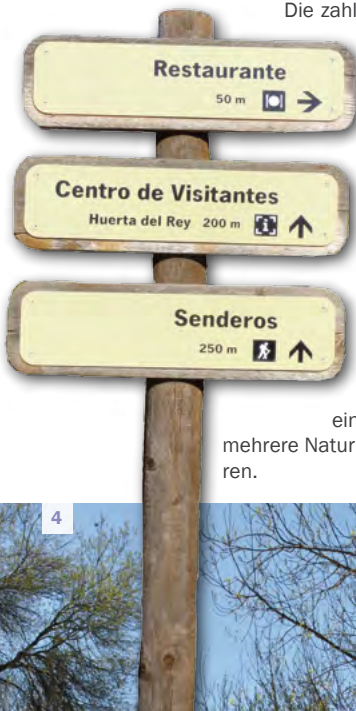 Die zahl
Restaurante
50 m
Centro de Visitantes
Huerta del Rey 200 m
Senderos
250 m
ein
mehrere Natur
ren.
4